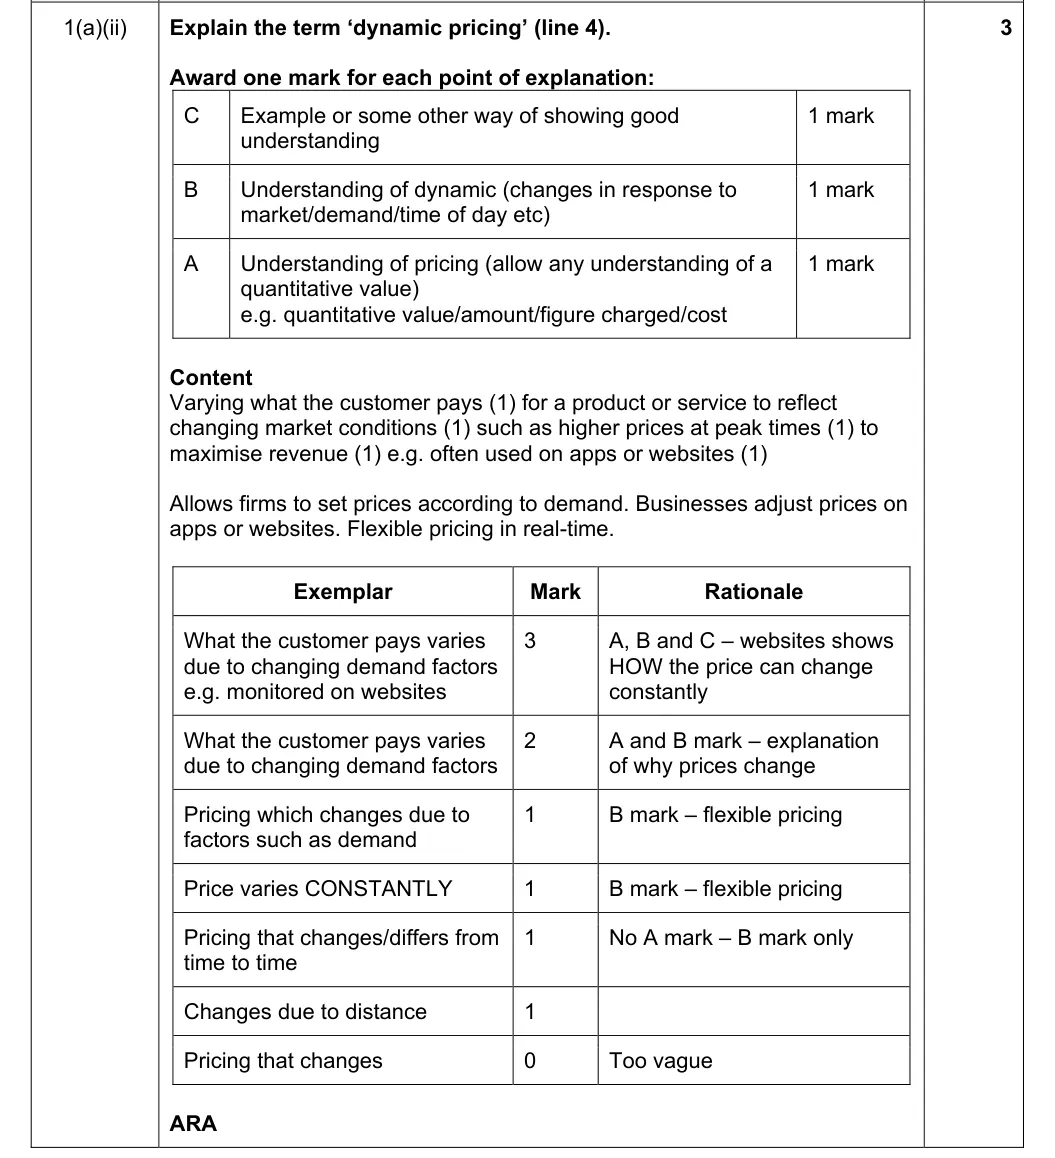 1(a)(ii) Explain the term ‘dynamic pricing’ (line 4). 3
Award one mark for each point of explanation:
C Example or some other way of showing good 1 mark
understanding
B Understanding of dynamic (changes in response to 1 mark
market/demand/time of day etc)
A Understanding of pricing (allow any understanding of a 1 mark
quantitative value)
e.g. quantitative value/amount/figure charged/cost
Content
Varying what the customer pays (1) for a product or service to reflect
changing market conditions (1) such as higher prices at peak times (1) to
maximise revenue (1) e.g. often used on apps or websites (1)
Allows firms to set prices according to demand. Businesses adjust prices on
apps or websites. Flexible pricing in real-time.
Exemplar Mark Rationale
What the customer pays varies 3 A, B and C – websites shows
due to changing demand factors HOW the price can change
e.g. monitored on websites constantly
What the customer pays varies 2 A and B mark – explanation
due to changing demand factors of why prices change
Pricing which changes due to 1 B mark – flexible pricing
factors such as demand
Price varies CONSTANTLY 1 B mark – flexible pricing
Pricing that changes/differs from 1 No A mark – B mark only
time to time
Changes due to distance 1
Pricing that changes 0 Too vague
ARA